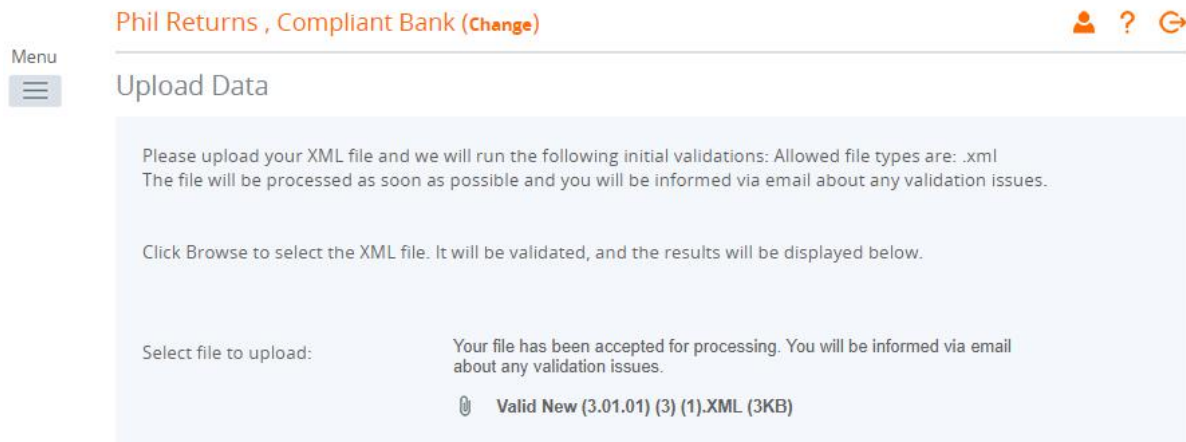 Phil Returns , Compliant Bank (Change)
?
Menu
Upload Data
Please upload your XML file and we will run the following initial validations: Allowed file types are: .xml
The file will be processed as soon as possible and you will be informed via email about any validation issues.
Click Browse to select the XML file. It will be validated, and the results will be displayed below.
Select file to upload:
Your file has been accepted for processing. You will be informed via email
about any validation issues.
Valid New (3.01.01) (3) (1).XML (3KB)